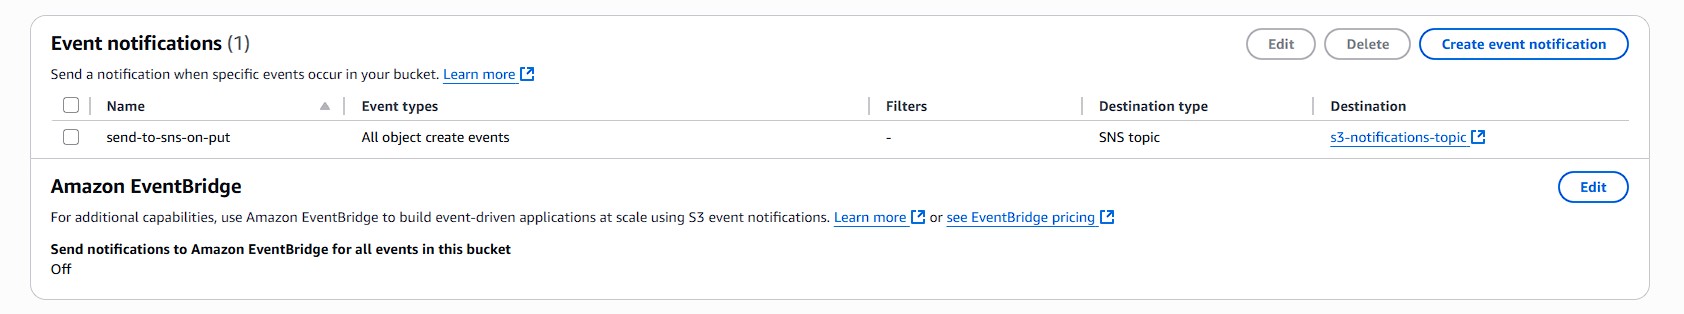 Event notifications (1)
Edit
Delete
Create event notification
Send a notification when specific events occur in your bucket. Learn more
Name
Event types
Filters
Destination type
Destination
send-to-sns-on-put
All object create events
-
SNS topic
s3-notifications-topic
Amazon EventBridge
Edit
For additional capabilities, use Amazon EventBridge to build event-driven applications at scale using S3 event notifications. Learn more or see EventBridge pricing
Send notifications to Amazon EventBridge for all events in this bucket
Off